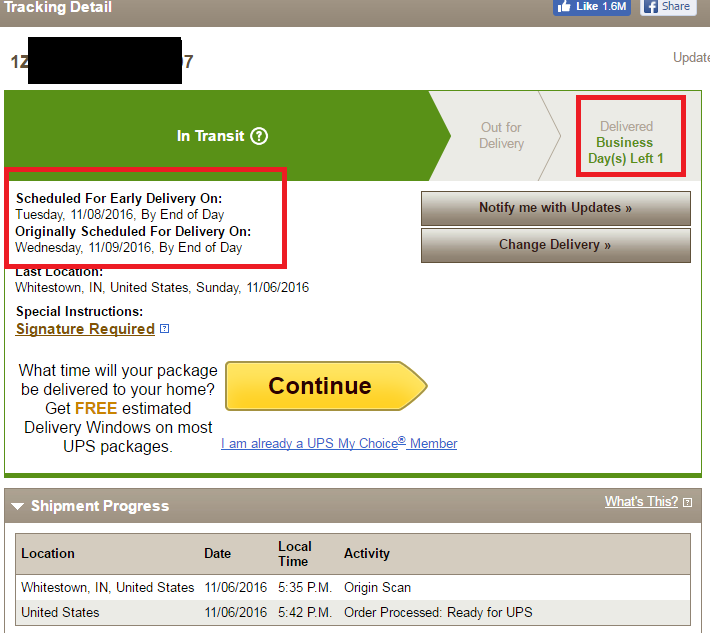 Tracking Detail
Like 1.6M
Share
1Z
7
Update
In Transit ?
Out for
Delivery
Delivered
Business
Day(s) Left 1
Scheduled For Early Delivery On:
Tuesday, 11/08/2016, By End of Day
Originally Scheduled For Delivery On:
Wednesday, 11/09/2016, By End of Day
Last Location:
Whitestown, IN, United States, Sunday, 11/06/2016
Special Instructions:
Signature Required ?
Notify me with Updates »
Change Delivery »
What time will your package
be delivered to your home?
Get FREE estimated
Delivery Windows on most
UPS packages.
Continue
I am already a UPS My Choice® Member
Shipment Progress
What's This? ?
Location Date Local Time Activity
Whitestown, IN, United States 11/06/2016 5:35 P.M. Origin Scan
United States 11/06/2016 5:42 P.M. Order Processed: Ready for UPS